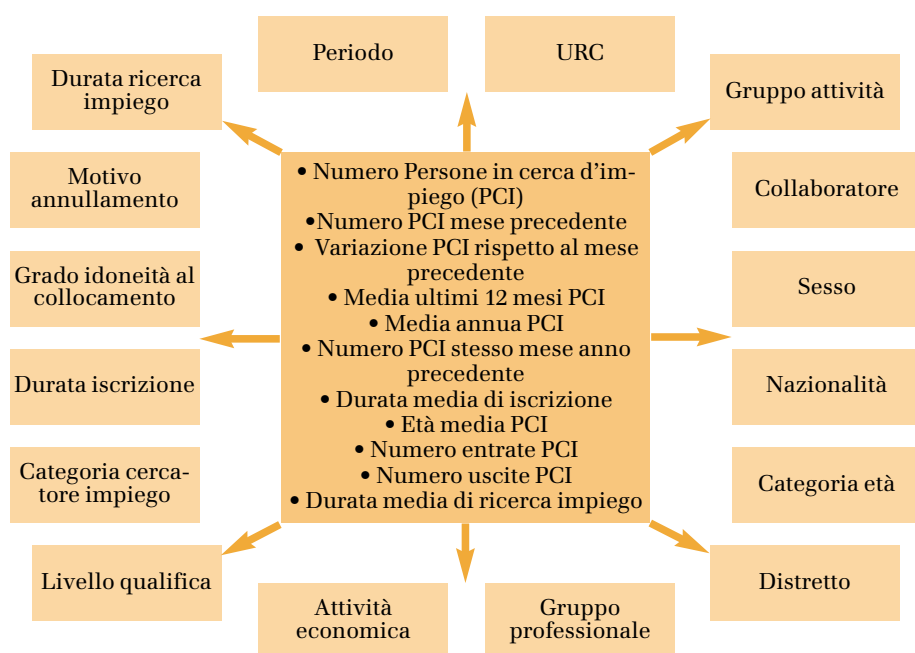 Periodo
URC
Durata ricerca
impiego
Gruppo attività
Motivo
annullamento
Collaboratore
Grado idoneità al
collocamento
Sesso
Durata iscrizione
Nazionalità
Categoria cerca-
tore impiego
Categoria età
Livello qualifica
Distretto
Attività
economica
Gruppo
professionale
• Numero Persone in cerca d'im-
piego (PCI)
•Numero PCI mese precedente
• Variazione PCI rispetto al mese
precedente
• Media ultimi 12 mesi PCI
• Media annua PCI
• Numero PCI stesso mese anno
precedente
• Durata media di iscrizione
• Età media PCI
• Numero entrate PCI
• Numero uscite PCI
• Durata media di ricerca impiego